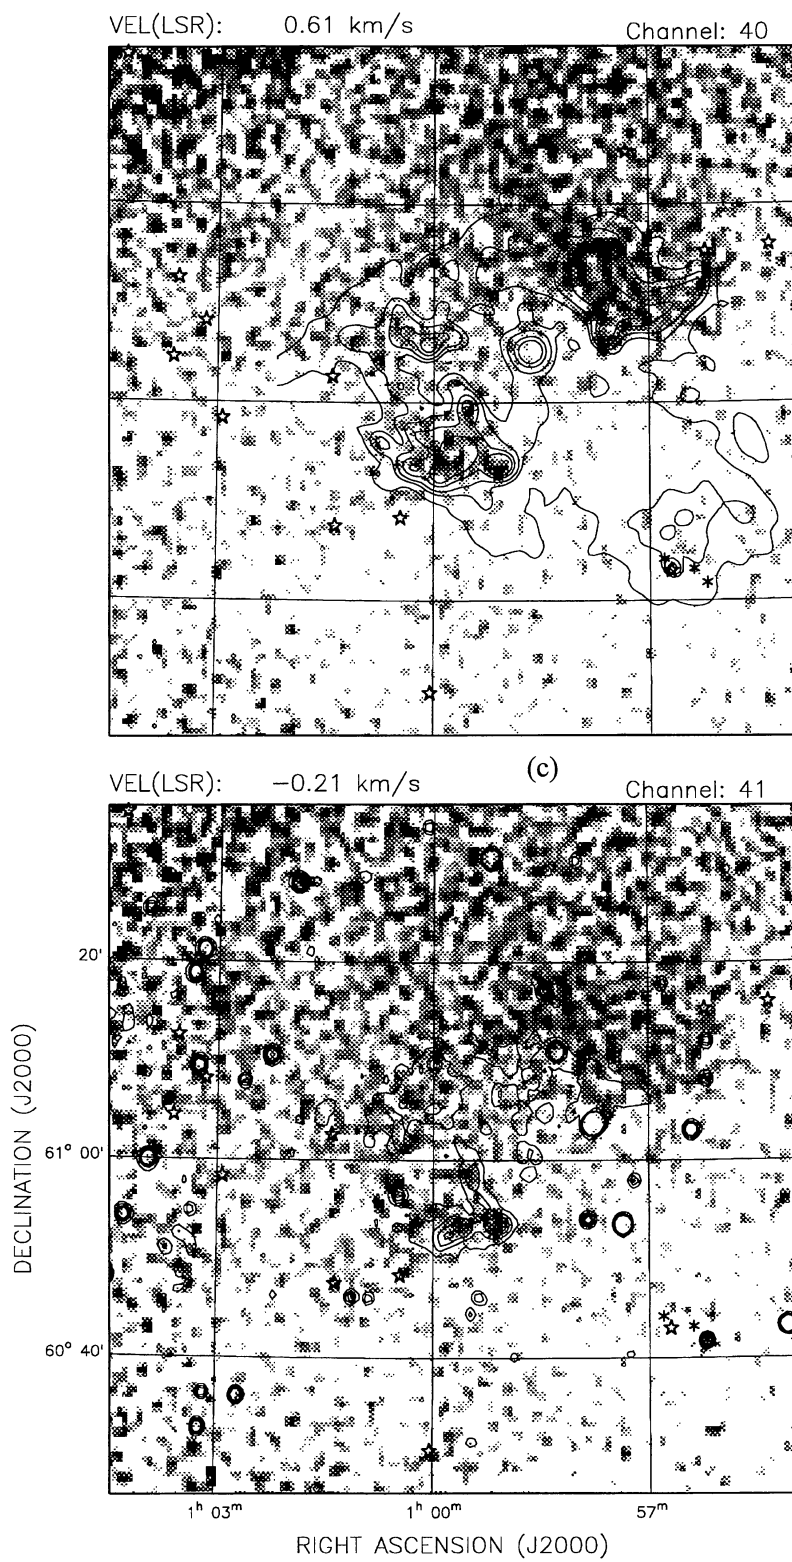 VEL(LSR): 0.61 km/s Channel: 40
(c)
VEL(LSR): −0.21 km/s Channel: 41
20'
61° 00'
60° 40'
DECLINATION (J2000)
1ʰ 03ᵐ 1ʰ 00ᵐ 57ᵐ
RIGHT ASCENSION (J2000)